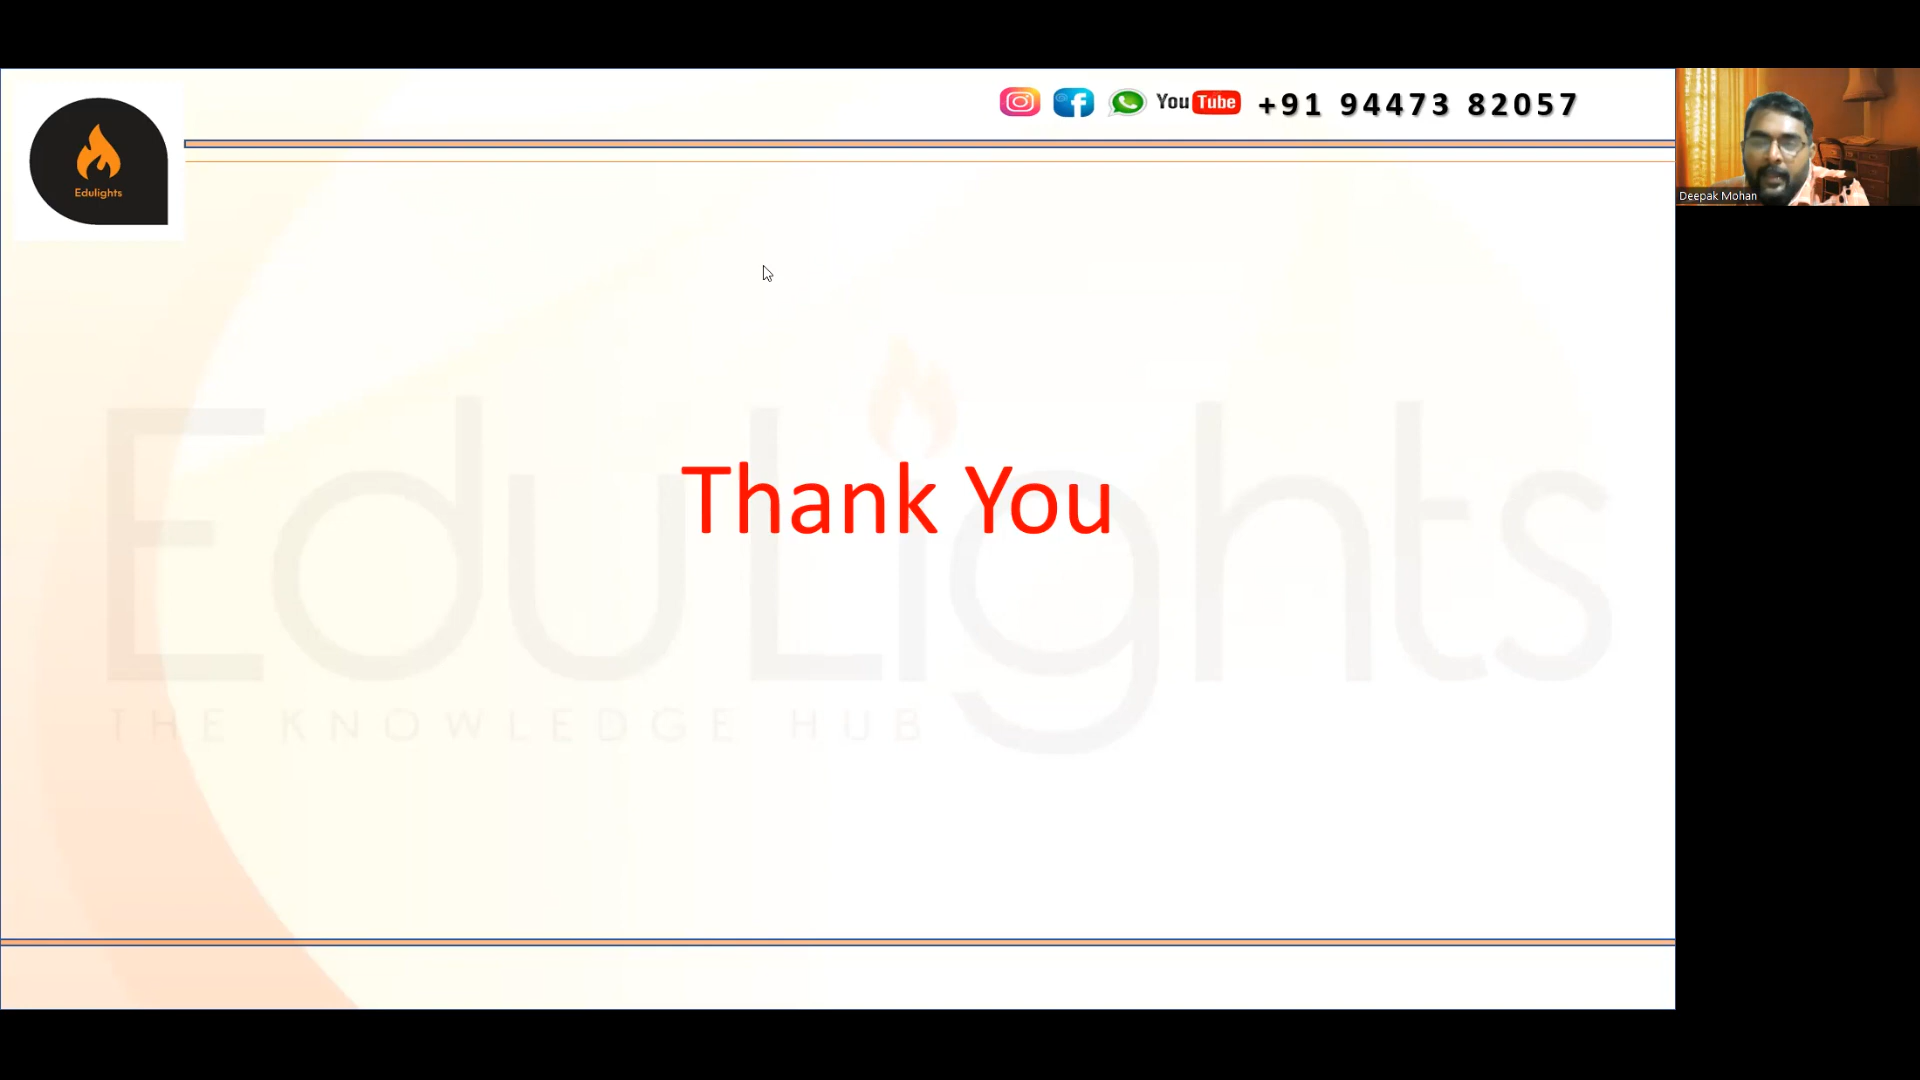 You Tube +91 94473 82057
Edulights
Deepak Mohan
Thank You
EduLights
THE KNOWLEDGE HUB